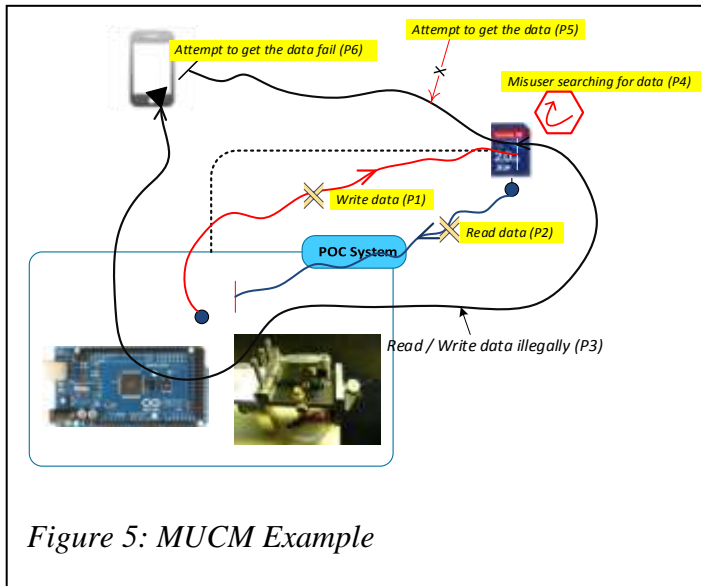 Attempt to get the data (P5)
Attempt to get the data fail (P6)
Misuser searching for data (P4)
Write data (P1)
Read data (P2)
POC System
Read / Write data illegally (P3)
Figure 5: MUCM Example